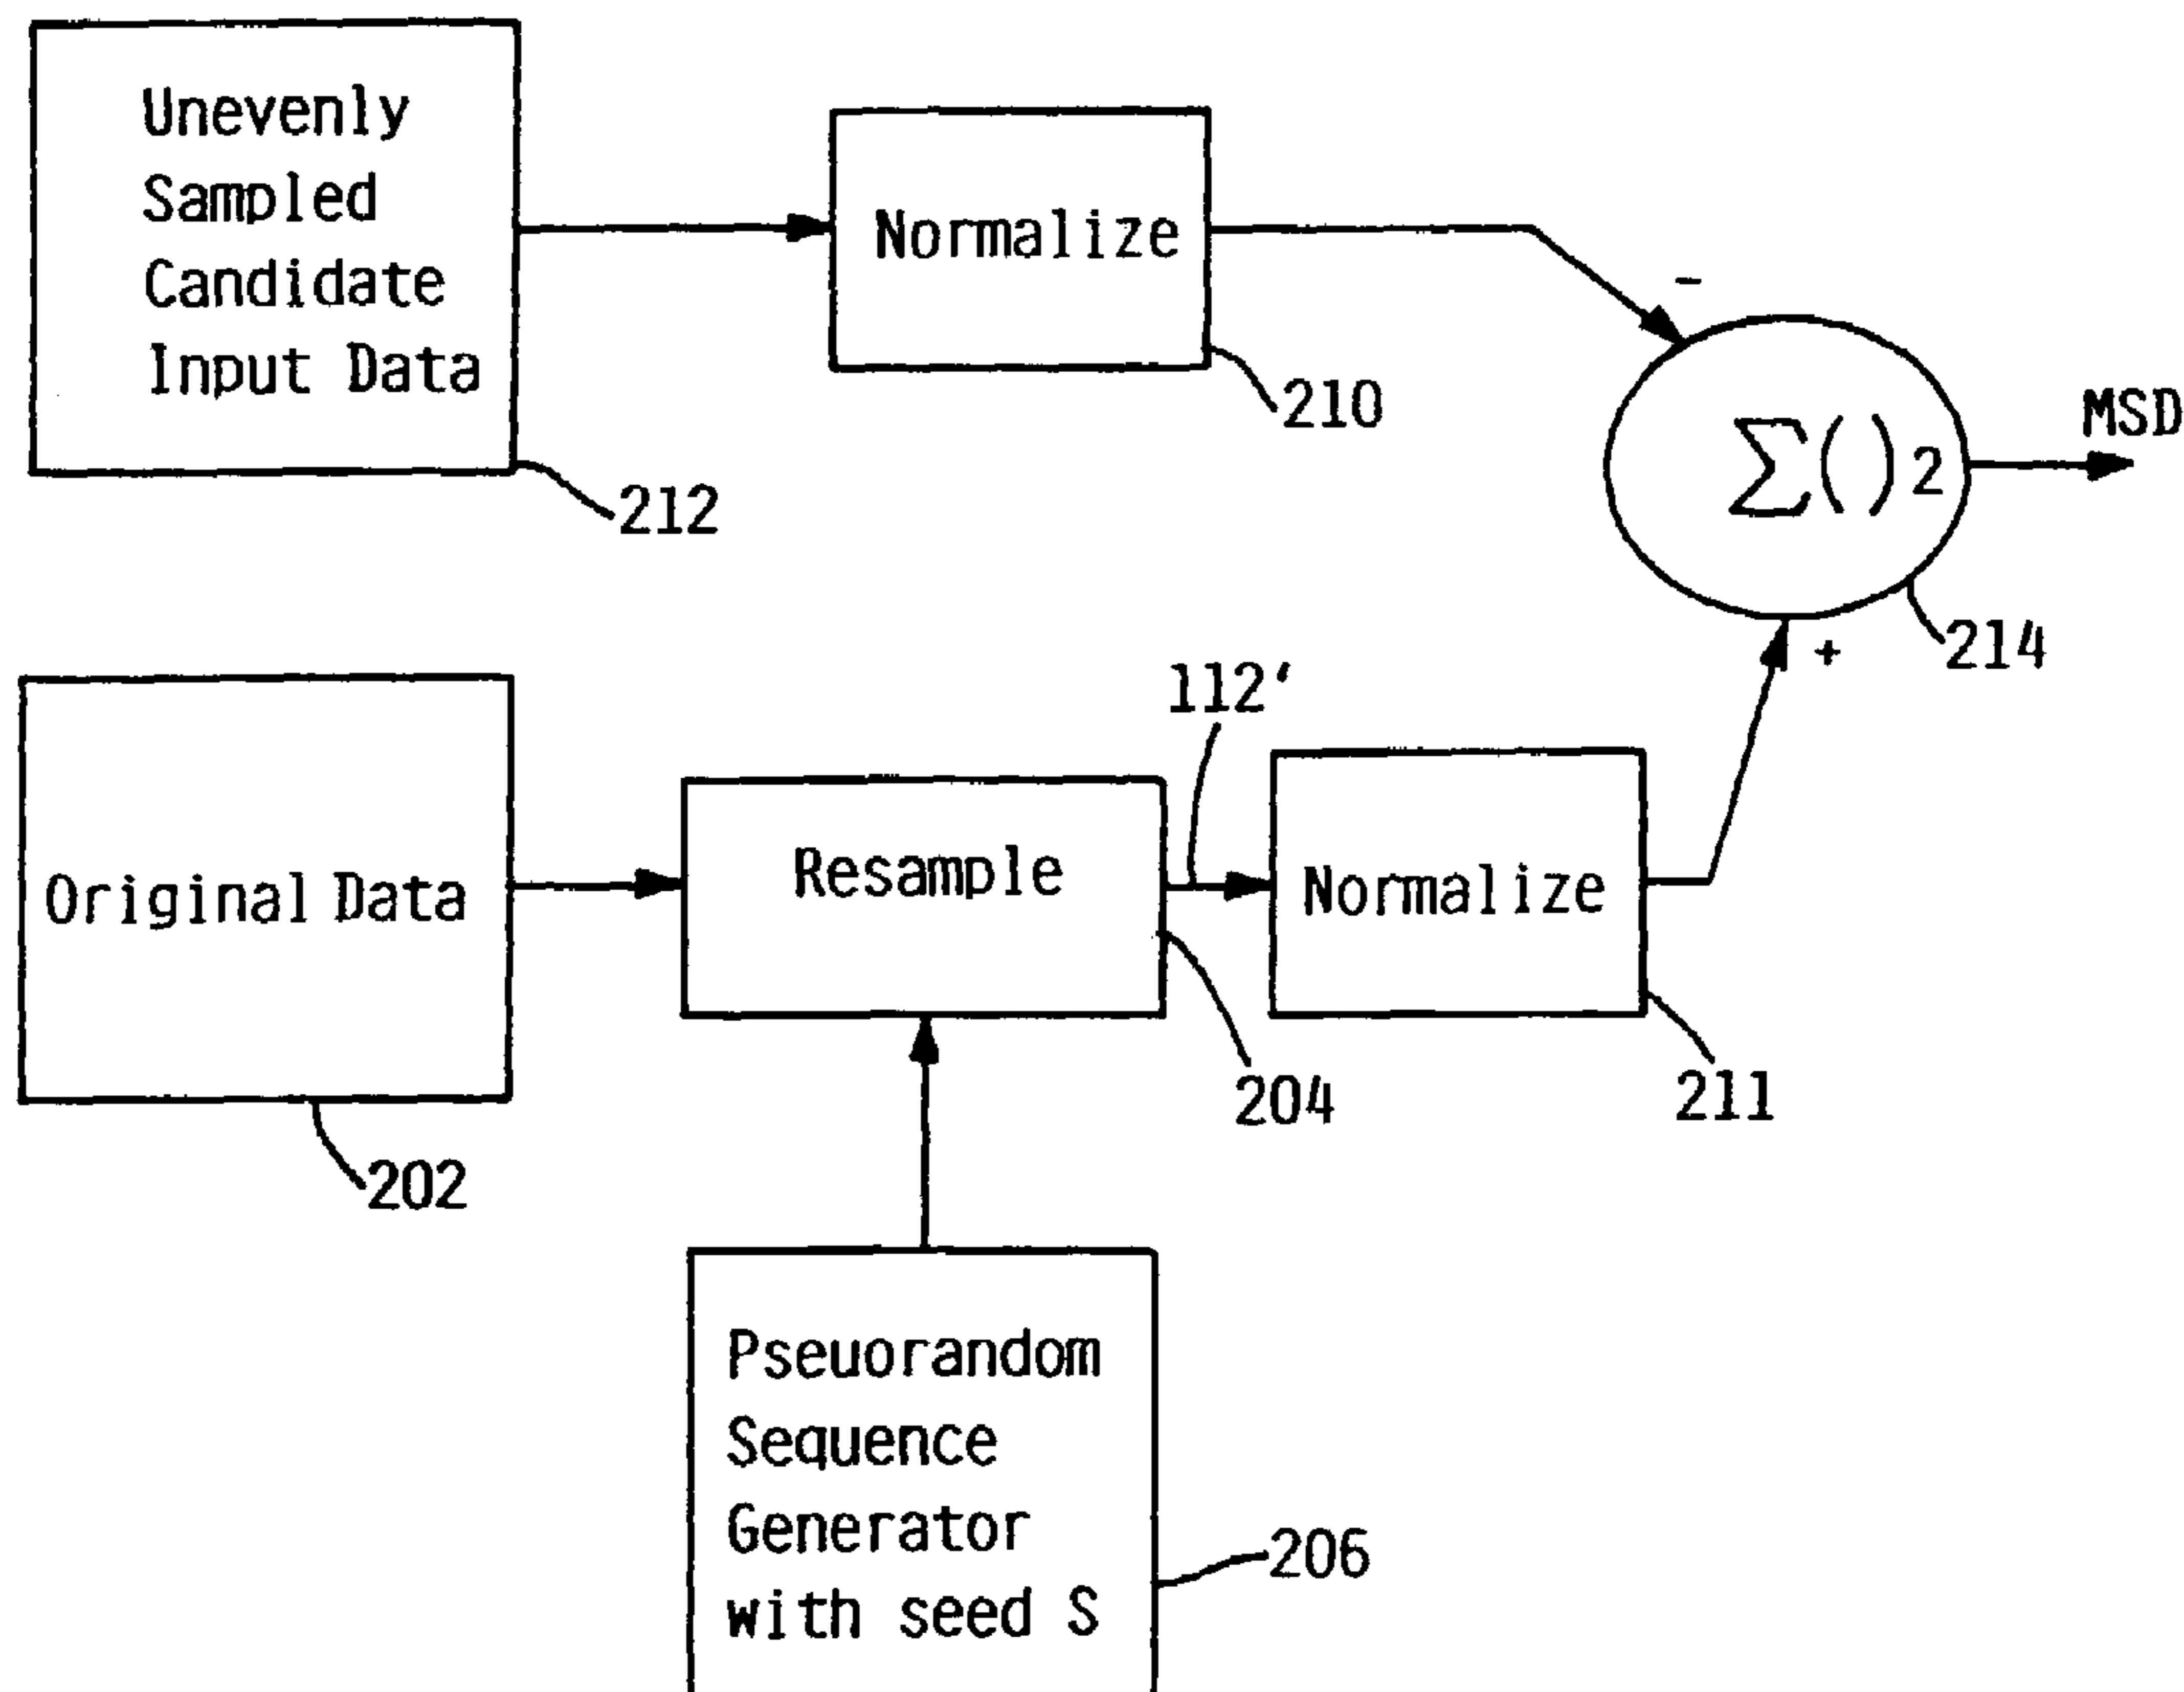 Unevenly
Sampled
Candidate
Input Data
212
Normalize
210
-
∑()2
MSD
214
+
Original Data
202
Resample
204
112'
Normalize
211
Pseuorandom
Sequence
Generator
with seed S
206